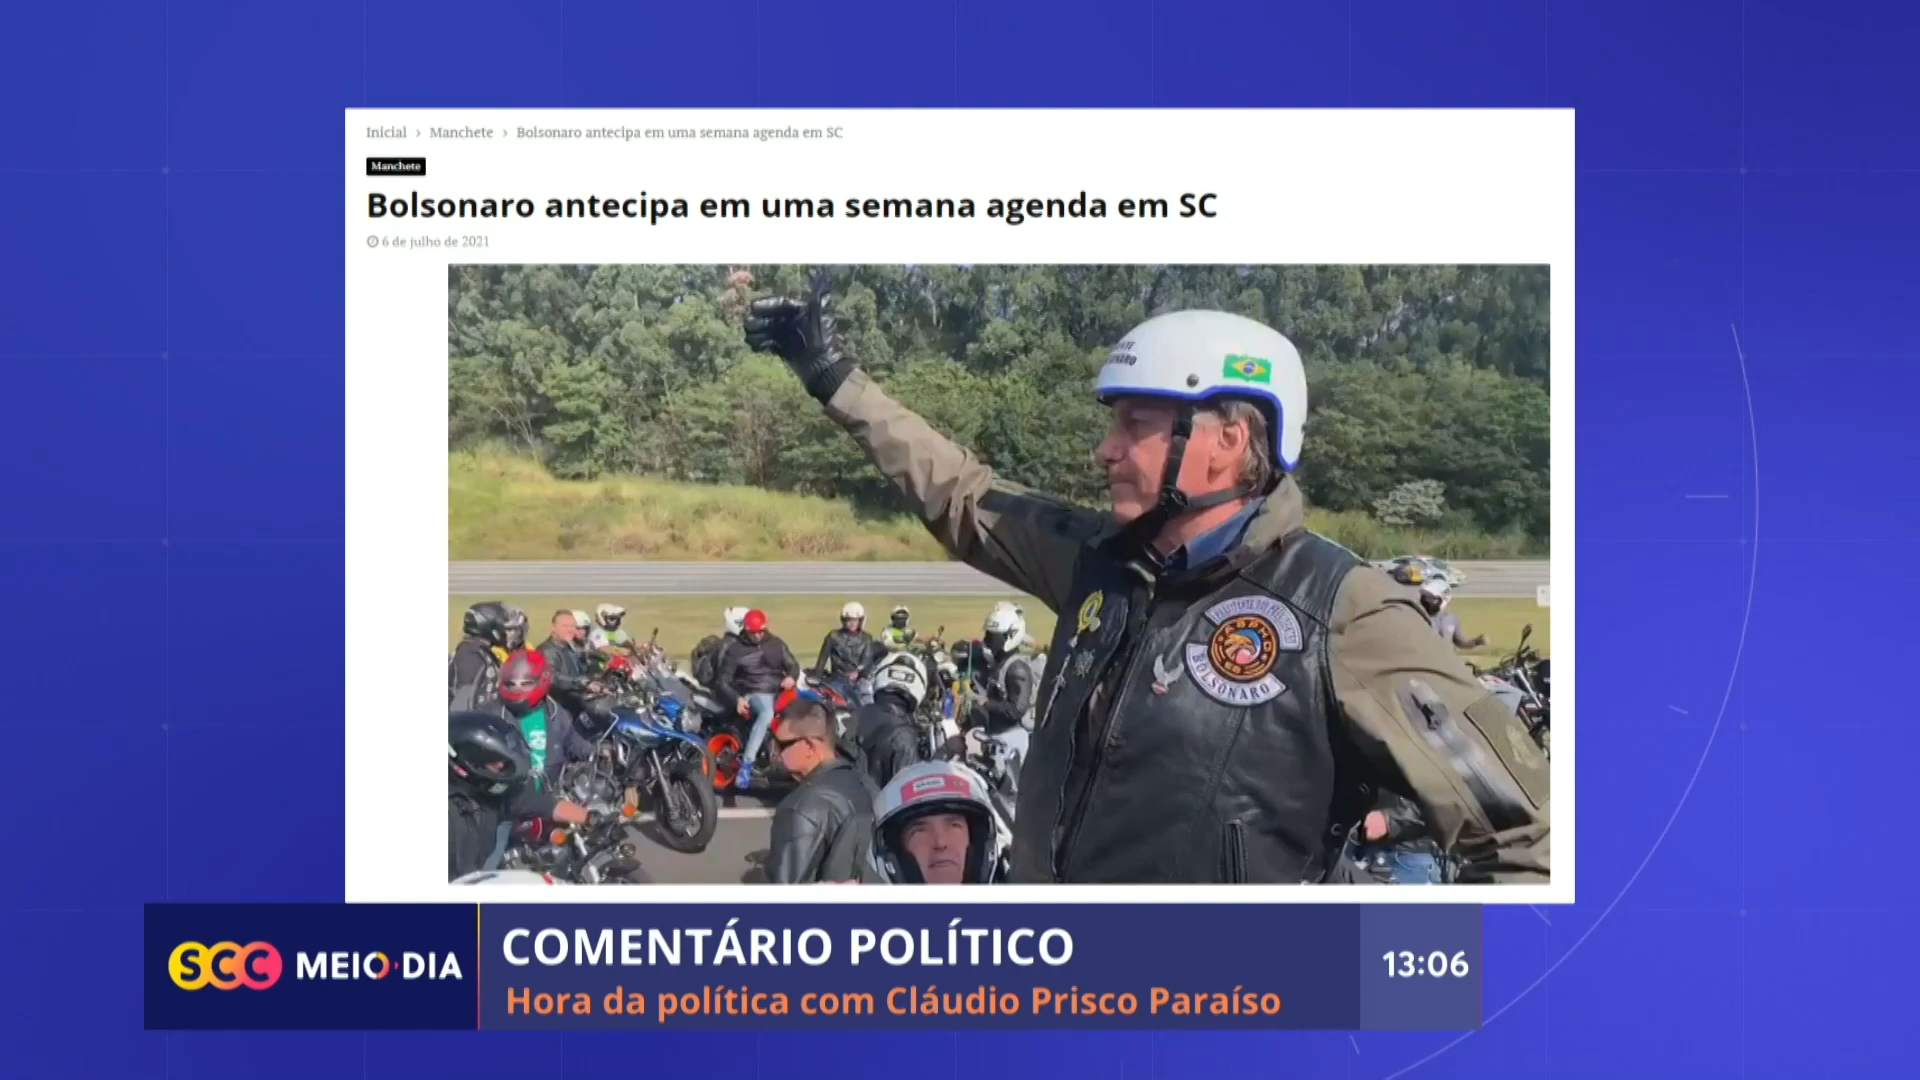 Inicial › Manchete › Bolsonaro antecipa em uma semana agenda em SC
Manchete
Bolsonaro antecipa em uma semana agenda em SC
6 de julho de 2021
BOLSONARO
SCC MEIO DIA
COMENTÁRIO POLÍTICO
Hora da política com Cláudio Prisco Paraíso
13:06